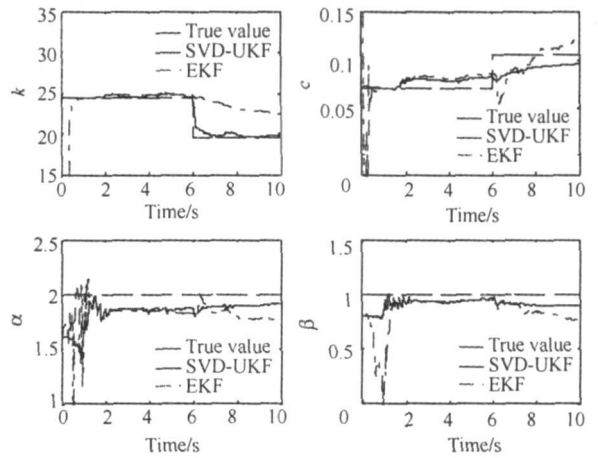 35
30
25
20
15
k
True value
SVD-UKF
EKF
0 2 4 6 8 10
Time/s
0.15
0.1
0.05
0
c
True value
SVD-UKF
EKF
0 2 4 6 8 10
Time/s
2.5
2
1.5
1
α
True value
SVD-UKF
EKF
0 2 4 6 8 10
Time/s
1.5
1
0.5
0
β
True value
SVD-UKF
EKF
0 2 4 6 8 10
Time/s